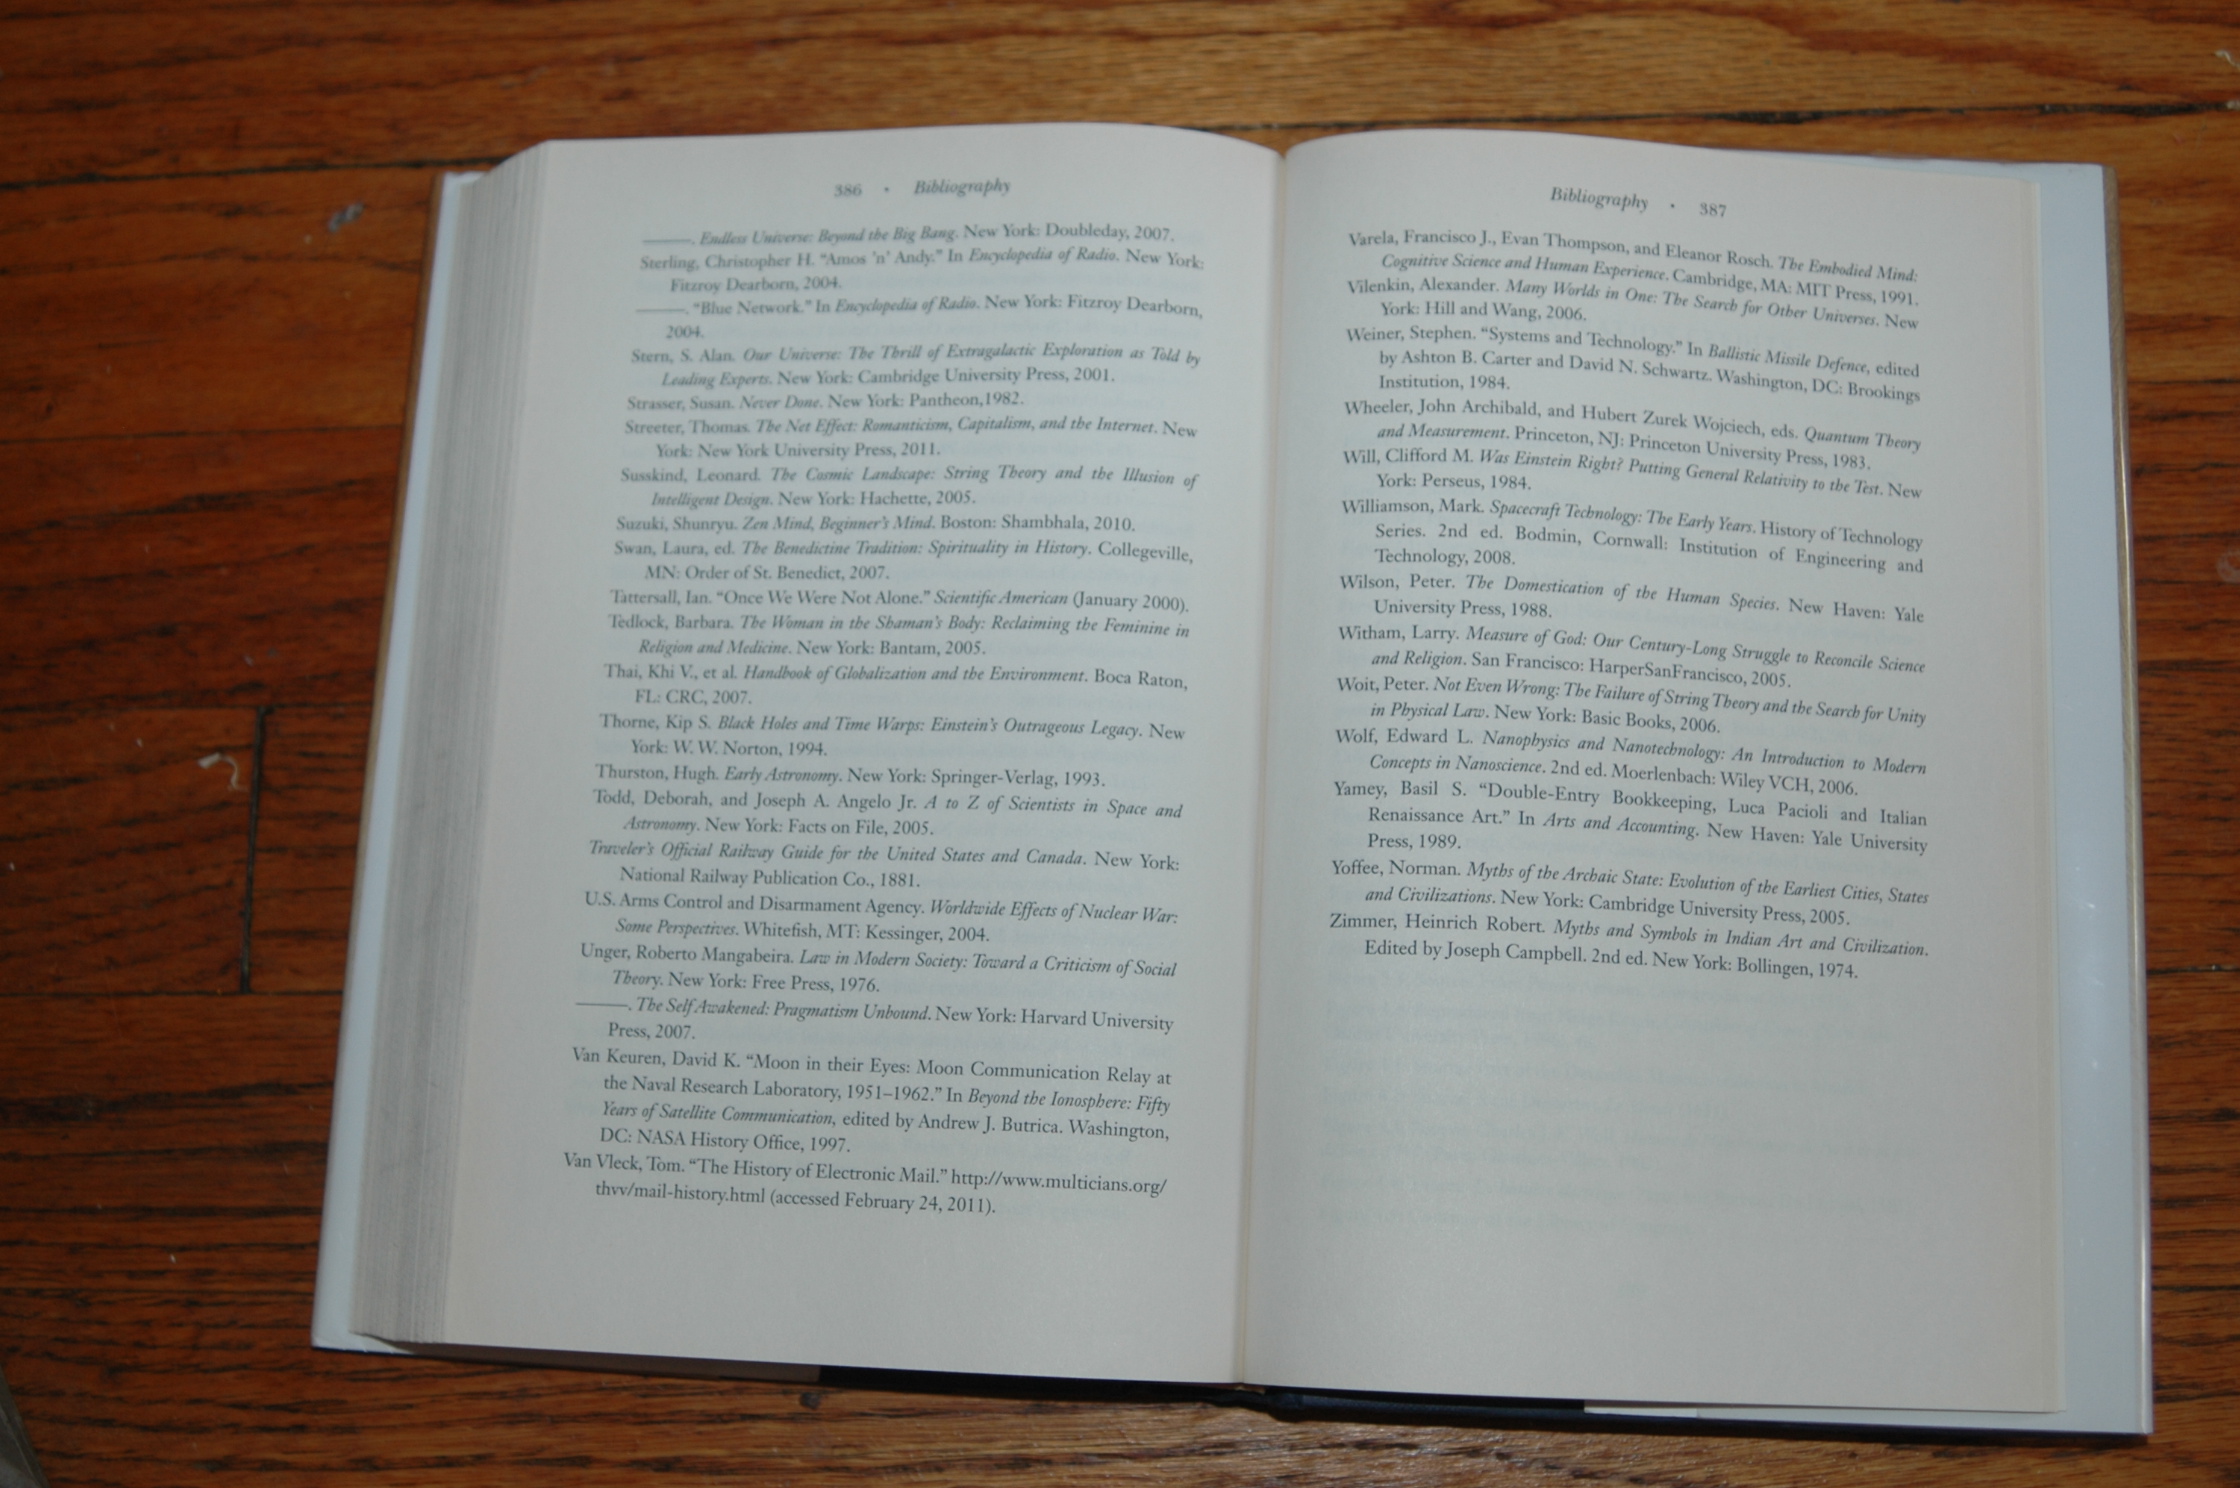 386 • Bibliography
———. Endless Universe: Beyond the Big Bang. New York: Doubleday, 2007.
Sterling, Christopher H. "Amos 'n' Andy." In Encyclopedia of Radio. New York:
Fitzroy Dearborn, 2004.
———. "Blue Network." In Encyclopedia of Radio. New York: Fitzroy Dearborn,
2004.
Stern, S. Alan. Our Universe: The Thrill of Extragalactic Exploration as Told by
Leading Experts. New York: Cambridge University Press, 2001.
Strasser, Susan. Never Done. New York: Pantheon,1982.
Streeter, Thomas. The Net Effect: Romanticism, Capitalism, and the Internet. New
York: New York University Press, 2011.
Susskind, Leonard. The Cosmic Landscape: String Theory and the Illusion of
Intelligent Design. New York: Hachette, 2005.
Suzuki, Shunryu. Zen Mind, Beginner's Mind. Boston: Shambhala, 2010.
Swan, Laura, ed. The Benedictine Tradition: Spirituality in History. Collegeville,
MN: Order of St. Benedict, 2007.
Tattersall, Ian. "Once We Were Not Alone." Scientific American (January 2000).
Tedlock, Barbara. The Woman in the Shaman's Body: Reclaiming the Feminine in
Religion and Medicine. New York: Bantam, 2005.
Thai, Khi V., et al. Handbook of Globalization and the Environment. Boca Raton,
FL: CRC, 2007.
Thorne, Kip S. Black Holes and Time Warps: Einstein's Outrageous Legacy. New
York: W. W. Norton, 1994.
Thurston, Hugh. Early Astronomy. New York: Springer-Verlag, 1993.
Todd, Deborah, and Joseph A. Angelo Jr. A to Z of Scientists in Space and
Astronomy. New York: Facts on File, 2005.
Traveler's Official Railway Guide for the United States and Canada. New York:
National Railway Publication Co., 1881.
U.S. Arms Control and Disarmament Agency. Worldwide Effects of Nuclear War:
Some Perspectives. Whitefish, MT: Kessinger, 2004.
Unger, Roberto Mangabeira. Law in Modern Society: Toward a Criticism of Social
Theory. New York: Free Press, 1976.
———. The Self Awakened: Pragmatism Unbound. New York: Harvard University
Press, 2007.
Van Keuren, David K. "Moon in their Eyes: Moon Communication Relay at
the Naval Research Laboratory, 1951–1962." In Beyond the Ionosphere: Fifty
Years of Satellite Communication, edited by Andrew J. Butrica. Washington,
DC: NASA History Office, 1997.
Van Vleck, Tom. "The History of Electronic Mail." http://www.multicians.org/
thvv/mail-history.html (accessed February 24, 2011).
Bibliography • 387
Varela, Francisco J., Evan Thompson, and Eleanor Rosch. The Embodied Mind:
Cognitive Science and Human Experience. Cambridge, MA: MIT Press, 1991.
Vilenkin, Alexander. Many Worlds in One: The Search for Other Universes. New
York: Hill and Wang, 2006.
Weiner, Stephen. "Systems and Technology." In Ballistic Missile Defence, edited
by Ashton B. Carter and David N. Schwartz. Washington, DC: Brookings
Institution, 1984.
Wheeler, John Archibald, and Hubert Zurek Wojciech, eds. Quantum Theory
and Measurement. Princeton, NJ: Princeton University Press, 1983.
Will, Clifford M. Was Einstein Right? Putting General Relativity to the Test. New
York: Perseus, 1984.
Williamson, Mark. Spacecraft Technology: The Early Years. History of Technology
Series. 2nd ed. Bodmin, Cornwall: Institution of Engineering and
Technology, 2008.
Wilson, Peter. The Domestication of the Human Species. New Haven: Yale
University Press, 1988.
Witham, Larry. Measure of God: Our Century-Long Struggle to Reconcile Science
and Religion. San Francisco: HarperSanFrancisco, 2005.
Woit, Peter. Not Even Wrong: The Failure of String Theory and the Search for Unity
in Physical Law. New York: Basic Books, 2006.
Wolf, Edward L. Nanophysics and Nanotechnology: An Introduction to Modern
Concepts in Nanoscience. 2nd ed. Moerlenbach: Wiley VCH, 2006.
Yamey, Basil S. "Double-Entry Bookkeeping, Luca Pacioli and Italian
Renaissance Art." In Arts and Accounting. New Haven: Yale University
Press, 1989.
Yoffee, Norman. Myths of the Archaic State: Evolution of the Earliest Cities, States
and Civilizations. New York: Cambridge University Press, 2005.
Zimmer, Heinrich Robert. Myths and Symbols in Indian Art and Civilization.
Edited by Joseph Campbell. 2nd ed. New York: Bollingen, 1974.